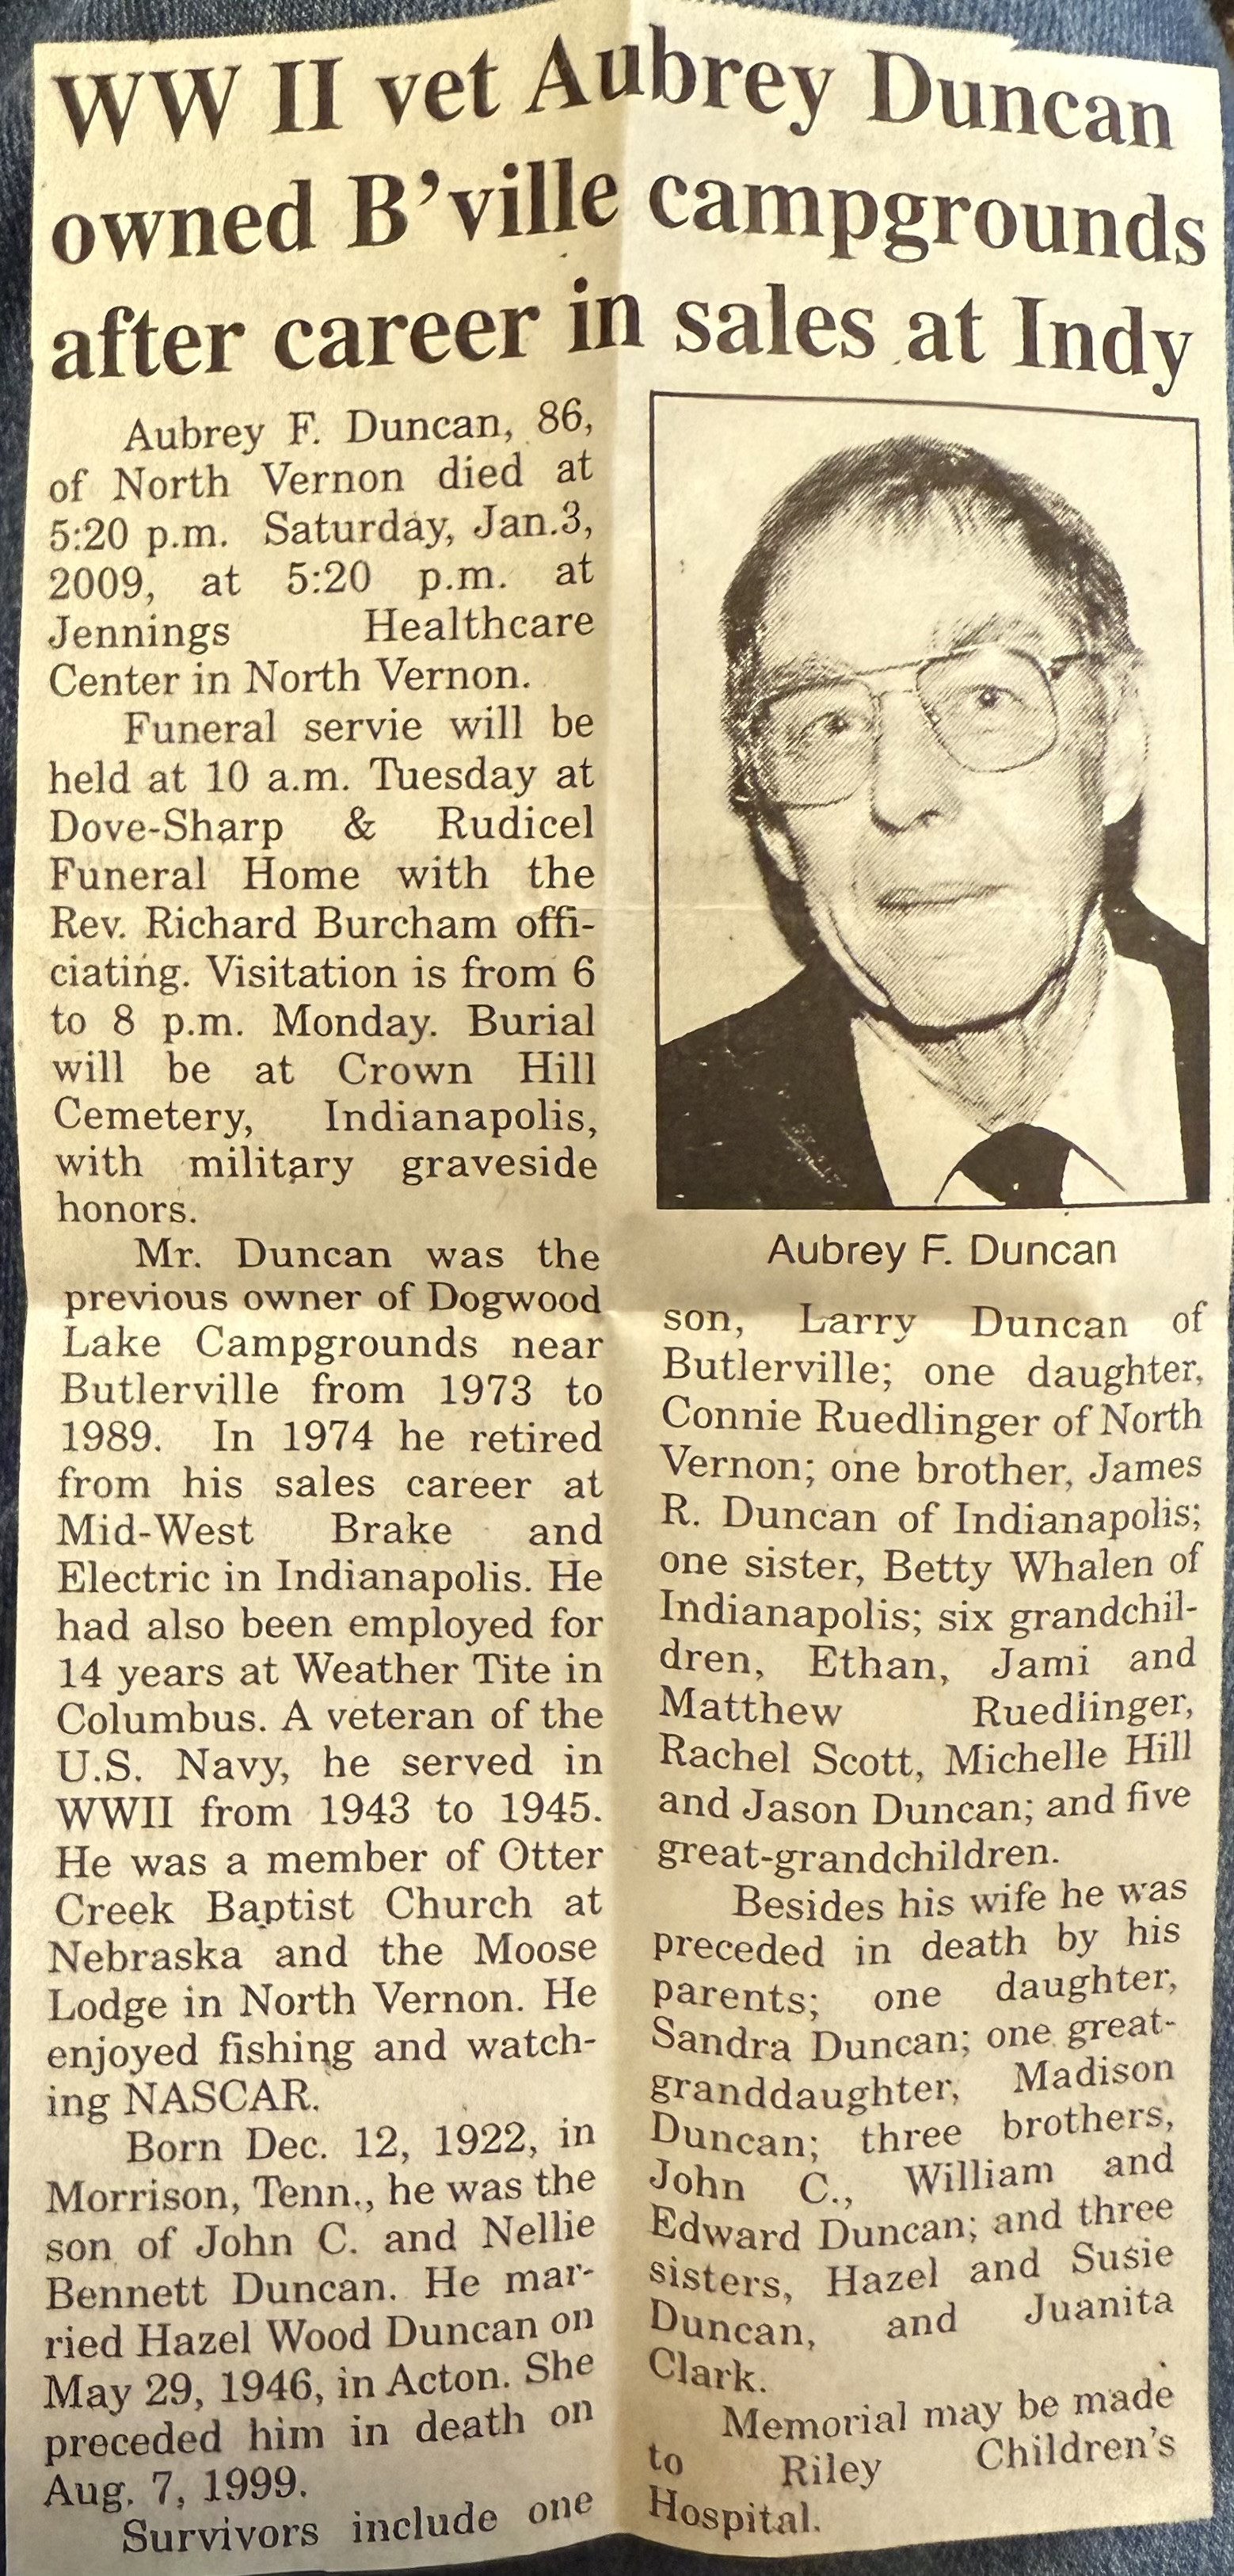 WW II vet Aubrey Duncan
owned B'ville campgrounds
after career in sales at Indy
Aubrey F. Duncan, 86,
of North Vernon died at
5:20 p.m. Saturday, Jan.3,
2009, at 5:20 p.m. at
Jennings Healthcare
Center in North Vernon.
Funeral servie will be
held at 10 a.m. Tuesday at
Dove-Sharp & Rudicel
Funeral Home with the
Rev. Richard Burcham offi-
ciating. Visitation is from 6
to 8 p.m. Monday. Burial
will be at Crown Hill
Cemetery, Indianapolis,
with military graveside
honors.
Mr. Duncan was the
previous owner of Dogwood
Lake Campgrounds near
Butlerville from 1973 to
1989. In 1974 he retired
from his sales career at
Mid-West Brake and
Electric in Indianapolis. He
had also been employed for
14 years at Weather Tite in
Columbus. A veteran of the
U.S. Navy, he served in
WWII from 1943 to 1945.
He was a member of Otter
Creek Baptist Church at
Nebraska and the Moose
Lodge in North Vernon. He
enjoyed fishing and watch-
ing NASCAR.
Born Dec. 12, 1922, in
Morrison, Tenn., he was the
son of John C. and Nellie
Bennett Duncan. He mar-
ried Hazel Wood Duncan on
May 29, 1946, in Acton. She
preceded him in death on
Aug. 7, 1999.
Survivors include one
Aubrey F. Duncan
son, Larry Duncan of
Butlerville; one daughter,
Connie Ruedlinger of North
Vernon; one brother, James
R. Duncan of Indianapolis;
one sister, Betty Whalen of
Indianapolis; six grandchil-
dren, Ethan, Jami and
Matthew Ruedlinger,
Rachel Scott, Michelle Hill
and Jason Duncan; and five
great-grandchildren.
Besides his wife he was
preceded in death by his
parents; one daughter,
Sandra Duncan; one great-
granddaughter, Madison
Duncan; three brothers,
John C., William and
Edward Duncan; and three
sisters, Hazel and Susie
Duncan, and Juanita
Clark.
Memorial may be made
to Riley Children's
Hospital.